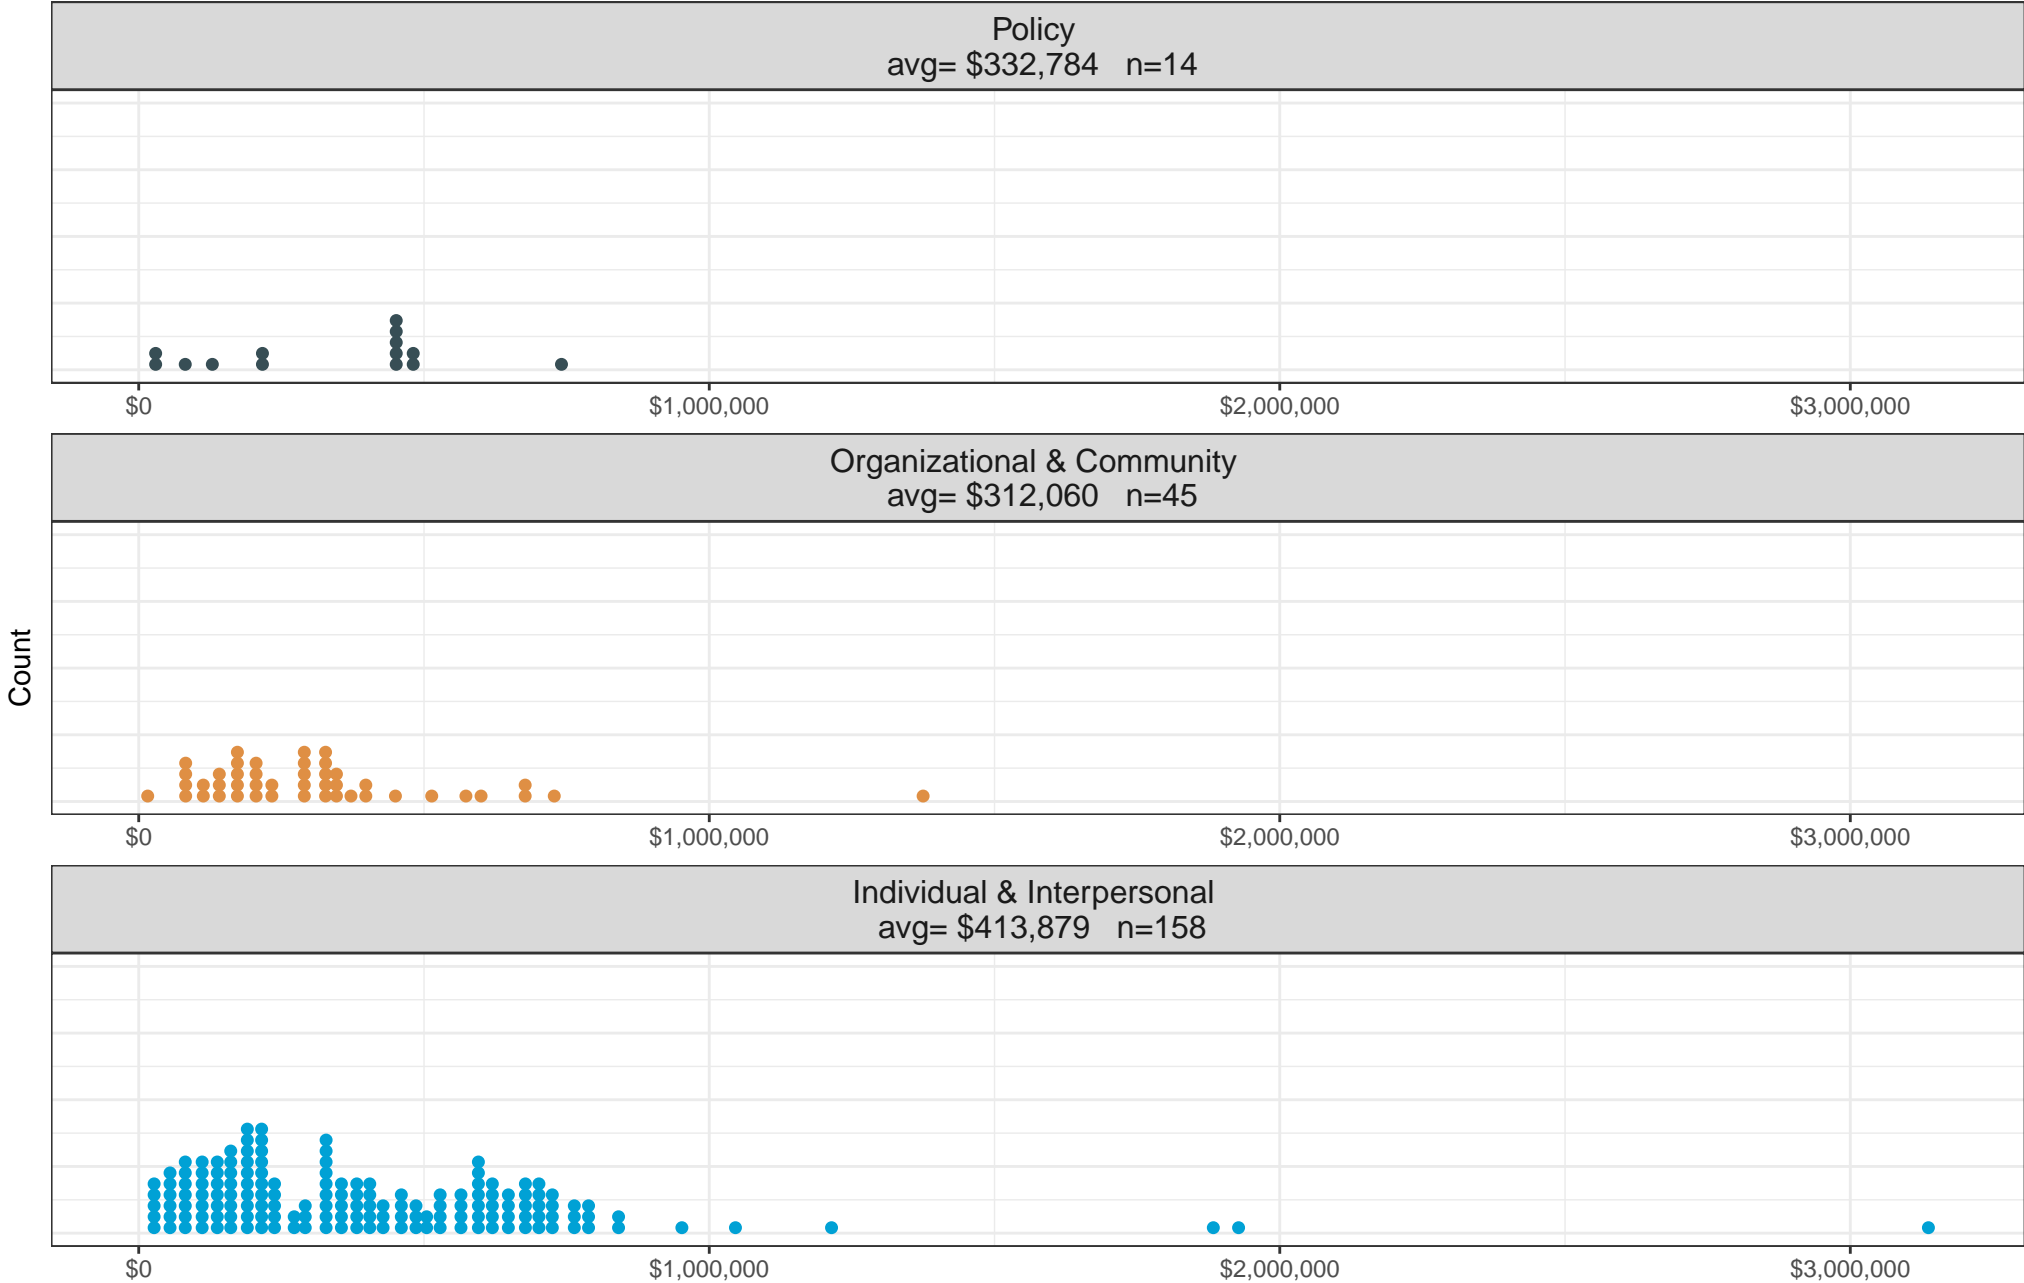 Policy
avg= $332,784 n=14
$0 $1,000,000 $2,000,000 $3,000,000
Organizational & Community
avg= $312,060 n=45
Count
$0 $1,000,000 $2,000,000 $3,000,000
Individual & Interpersonal
avg= $413,879 n=158
$0 $1,000,000 $2,000,000 $3,000,000